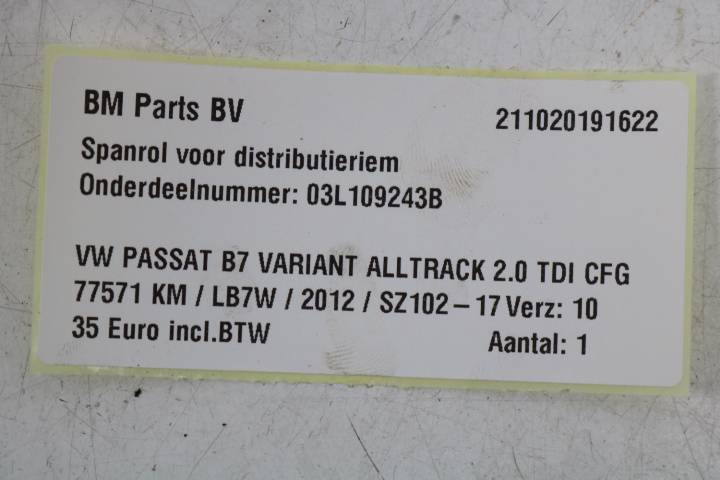 BM Parts BV 211020191622
Spanrol voor distributieriem
Onderdeelnummer: 03L109243B
VW PASSAT B7 VARIANT ALLTRACK 2.0 TDI CFG
77571 KM / LB7W / 2012 / SZ102-17 Verz: 10
35 Euro incl.BTW Aantal: 1